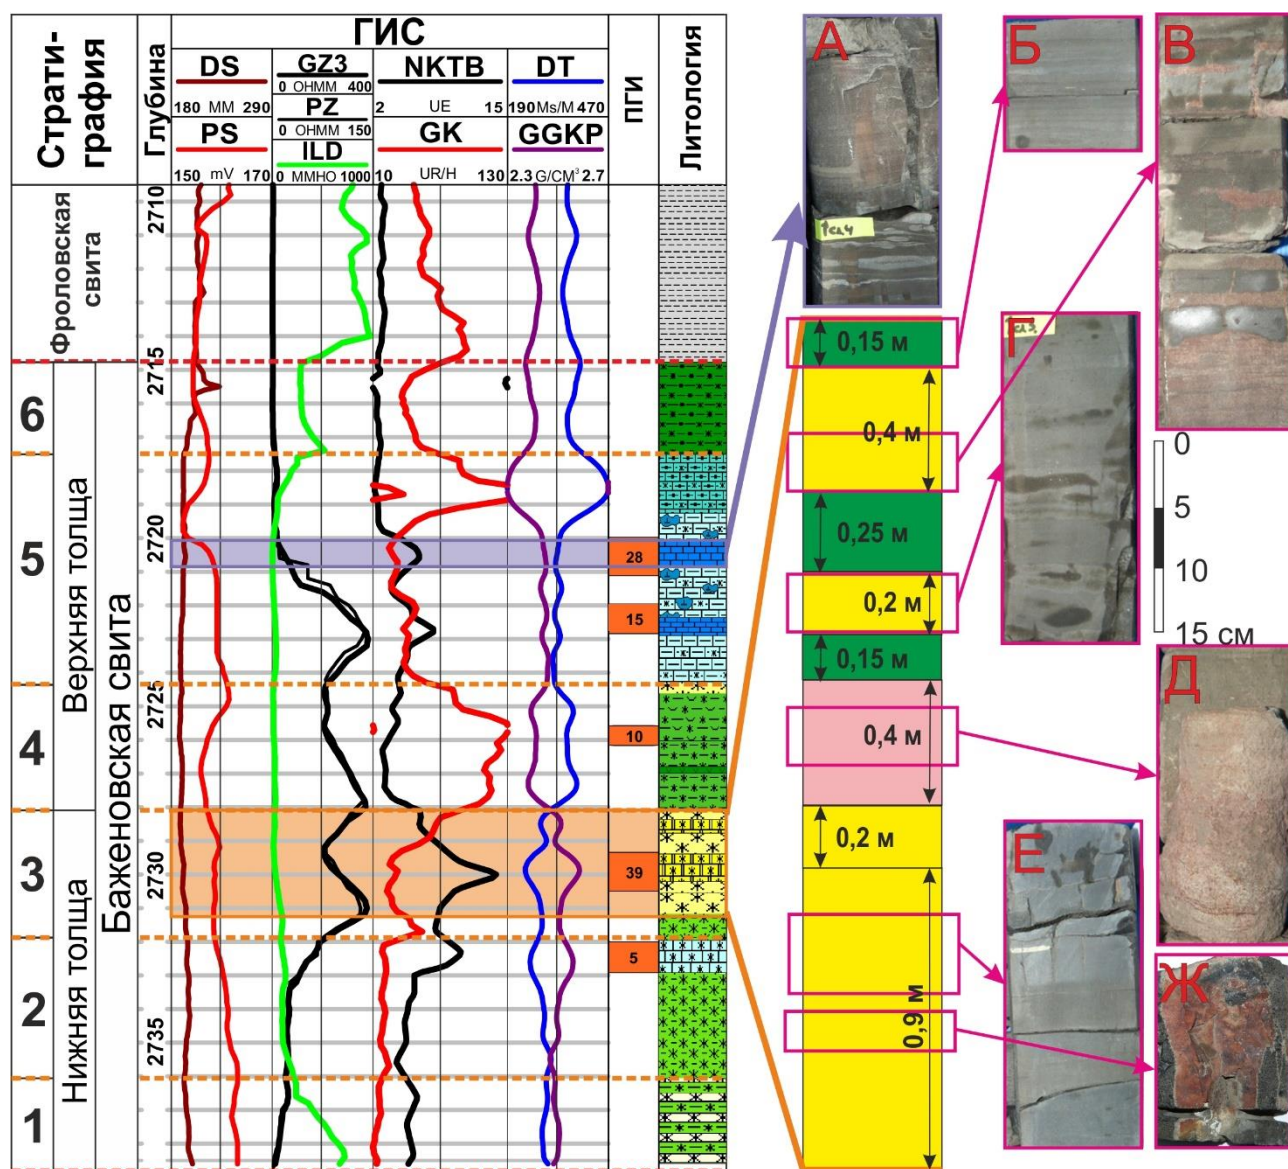 Страти-
графия
Глубина
ГИС
DS
180 MM 290
PS
150 mV 170
GZ3
0 OHMM 400
PZ
0 OHMM 150
ILD
0 MMHO 1000
NKTB
2 UE 15
GK
10 UR/H 130
DT
190 Ms/M 470
GGKP
2.3 G/CM³ 2.7
ПГИ
Литология
Фроловская
свита
Баженовская свита
Верхняя толща
Нижняя толща
6
5
4
3
2
1
2710
2715
2720
2725
2730
2735
28
15
10
39
5
0,15 м
0,4 м
0,25 м
0,2 м
0,15 м
0,4 м
0,2 м
0,9 м
А
Б
В
Г
Д
Е
Ж
0
5
10
15 см